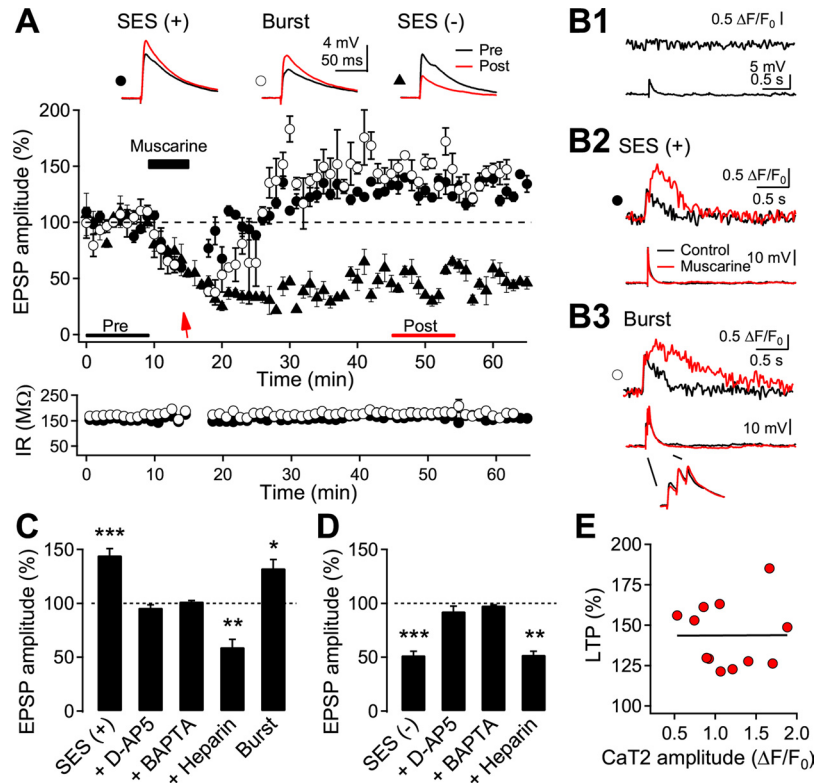 A
SES (+)
Burst
SES (-)
4 mV
50 ms
Pre
Post
EPSP amplitude (%)
200
150
100
50
0
Muscarine
Pre
Post
0
10
20
30
40
50
60
Time (min)
IR (MΩ)
250
150
0
10
20
30
40
50
60
Time (min)
B1
0.5 ΔF/F0
5 mV
0.5 s
B2
SES (+)
0.5 ΔF/F0
0.5 s
Control
Muscarine
10 mV
B3
Burst
0.5 ΔF/F0
0.5 s
10 mV
C
EPSP amplitude (%)
150
100
50
0
***
**
*
SES (+)
+ D-AP5
+ BAPTA
+ Heparin
Burst
D
EPSP amplitude (%)
150
100
50
0
***
**
SES (-)
+ D-AP5
+ BAPTA
+ Heparin
E
LTP (%)
200
175
150
125
100
0.5
1.0
1.5
2.0
CaT2 amplitude (ΔF/F0)